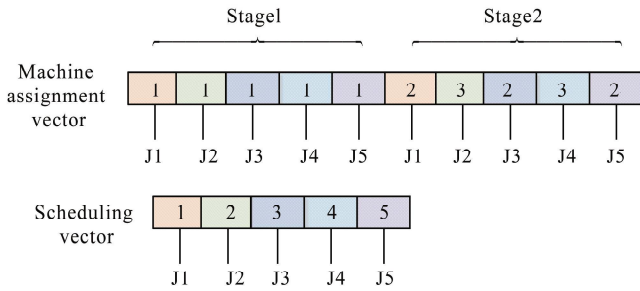 Stage1 Stage2
Machine assignment vector
1 1 1 1 1 2 3 2 3 2
J1 J2 J3 J4 J5 J1 J2 J3 J4 J5
Scheduling vector
1 2 3 4 5
J1 J2 J3 J4 J5